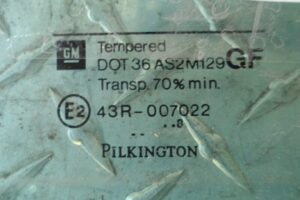 GM Tempered
DOT 36 AS2M129 GF
Transp. 70% min.
E2 43R-007022
..8
PILKINGTON